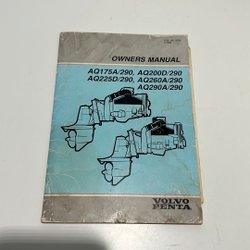 OWNERS MANUAL
AQ175A/290, AQ200D/290
AQ225D/290, AQ260A/290
AQ290A/290
VOLVO
PENTA